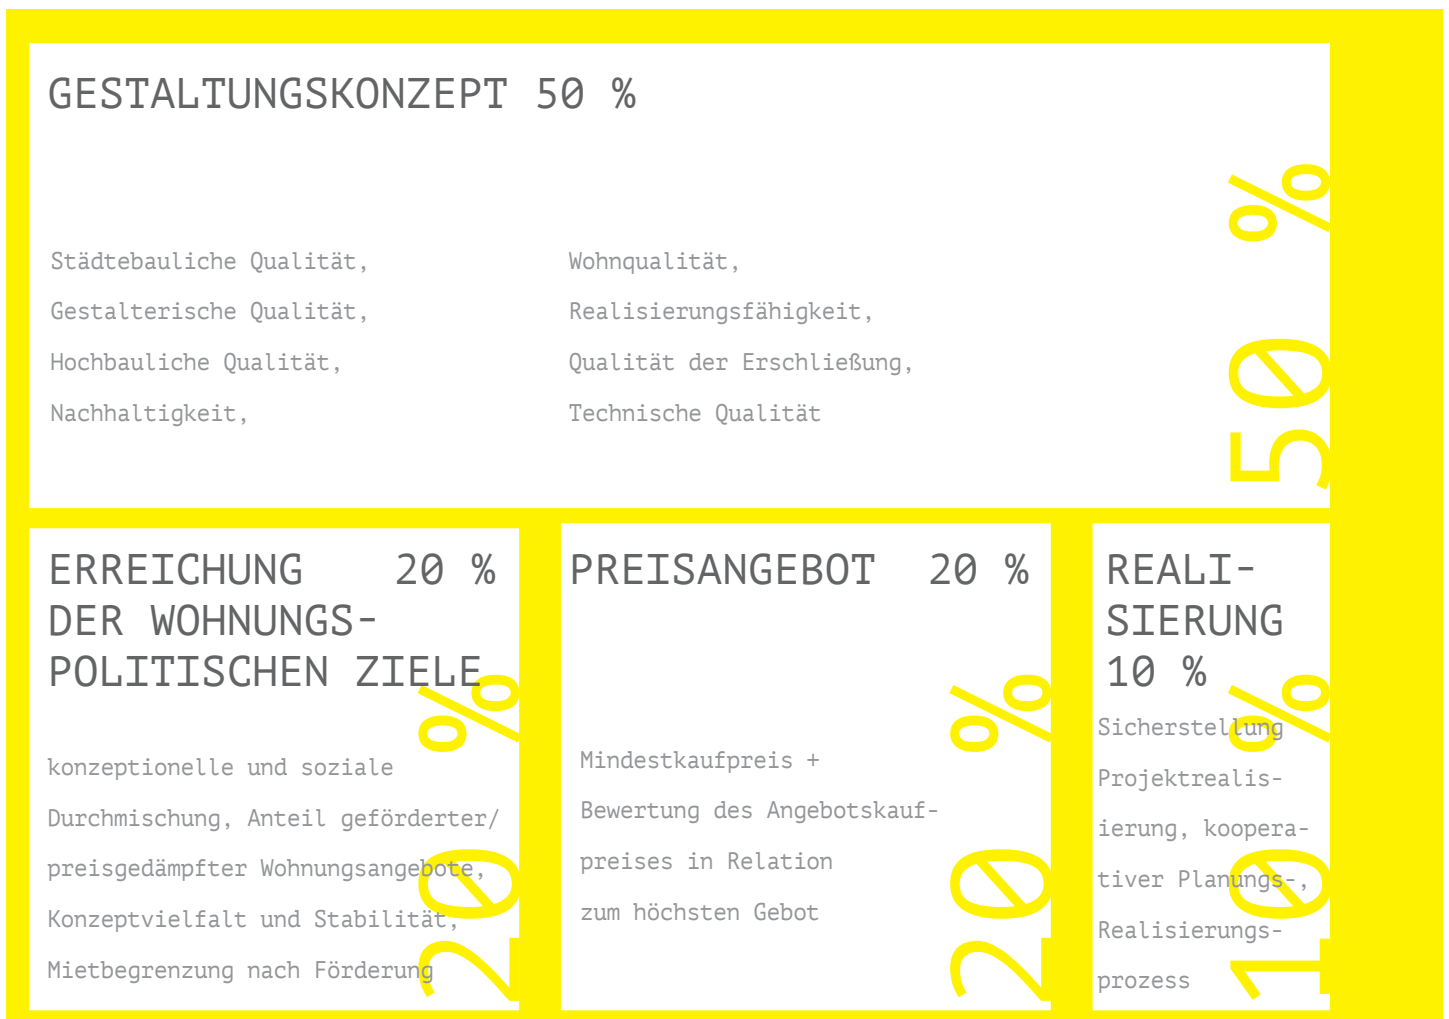 GESTALTUNGSKONZEPT 50 %
Städtebauliche Qualität,
Gestalterische Qualität,
Hochbauliche Qualität,
Nachhaltigkeit,
Wohnqualität,
Realisierungsfähigkeit,
Qualität der Erschließung,
Technische Qualität
50 %
ERREICHUNG 20 %
DER WOHNUNGS-
POLITISCHEN ZIELE
konzeptionelle und soziale
Durchmischung, Anteil geförderter/
preisgedämpfter Wohnungsangebote,
Konzeptvielfalt und Stabilität,
Mietbegrenzung nach Förderung
20 %
PREISANGEBOT 20 %
Mindestkaufpreis +
Bewertung des Angebotskauf-
preises in Relation
zum höchsten Gebot
20 %
REALI-
SIERUNG
10 %
Sicherstellung
Projektrealis-
ierung, koopera-
tiver Planungs-,
Realisierungs-
prozess
10 %